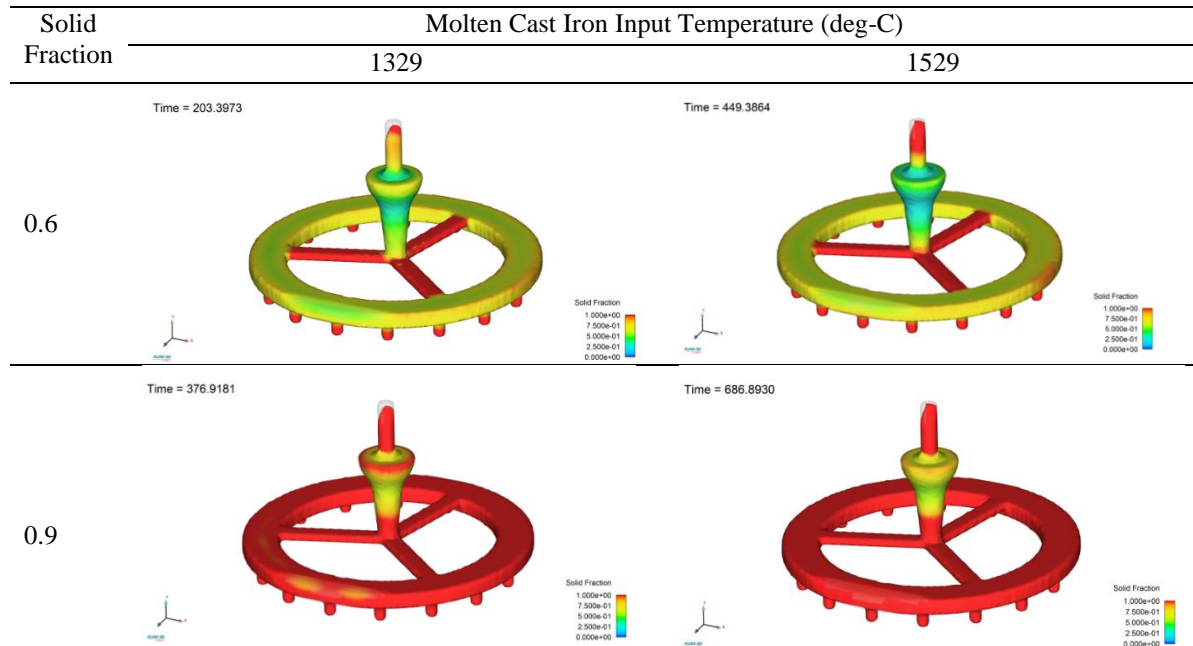 Solid Fraction
Molten Cast Iron Input Temperature (deg-C)
1329
1529
0.6
Time = 203.3973
Solid Fraction
1.000e+00
7.500e-01
5.000e-01
2.500e-01
0.000e+00
Time = 449.3864
Solid Fraction
1.000e+00
7.500e-01
5.000e-01
2.500e-01
0.000e+00
0.9
Time = 376.9181
Solid Fraction
1.000e+00
7.500e-01
5.000e-01
2.500e-01
0.000e+00
Time = 686.8930
Solid Fraction
1.000e+00
7.500e-01
5.000e-01
2.500e-01
0.000e+00